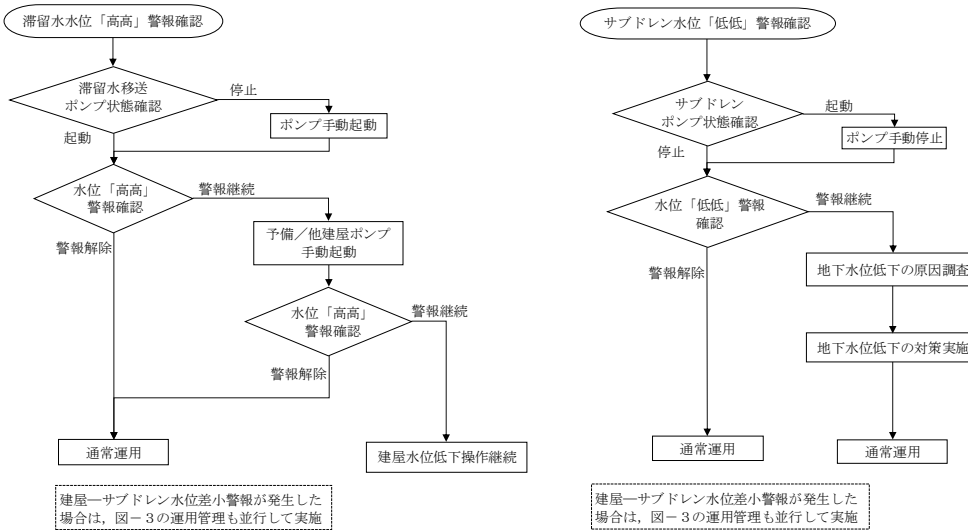 滞留水水位「高高」警報確認
滞留水移送
ポンプ状態確認
停止
ポンプ手動起動
起動
水位「高高」
警報確認
警報継続
予備／他建屋ポンプ
手動起動
警報解除
水位「高高」
警報確認
警報継続
警報解除
通常運用
建屋水位低下操作継続
建屋―サブドレン水位差小警報が発生した
場合は，図－３の運用管理も並行して実施
サブドレン水位「低低」警報確認
サブドレン
ポンプ状態確認
起動
ポンプ手動停止
停止
水位「低低」警報
確認
警報継続
地下水位低下の原因調査
警報解除
地下水位低下の対策実施
通常運用
通常運用
建屋―サブドレン水位差小警報が発生した
場合は，図－３の運用管理も並行して実施